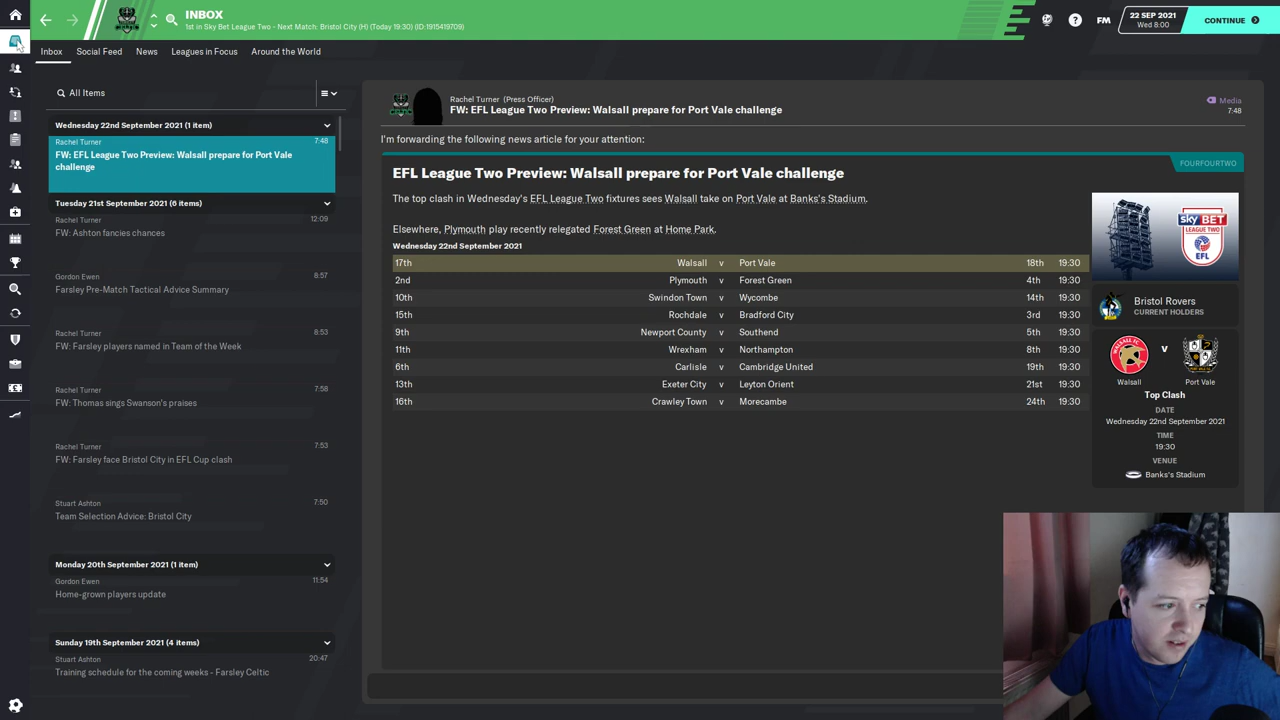 INBOX
1st in Sky Bet League Two - Next Match: Bristol City (H) (Today 19:30) (ID:1915419709)
FM
22 SEP 2021
Wed 8:00
CONTINUE
Inbox
Social Feed
News
Leagues in Focus
Around the World
All Items
Wednesday 22nd September 2021 (1 item)
Rachel Turner
7:48
FW: EFL League Two Preview: Walsall prepare for Port Vale
challenge
Tuesday 21st September 2021 (6 items)
Rachel Turner
12:09
FW: Ashton fancies chances
Gordon Ewen
8:57
Farsley Pre-Match Tactical Advice Summary
Rachel Turner
8:53
FW: Farsley players named in Team of the Week
Rachel Turner
7:58
FW: Thomas sings Swanson's praises
Rachel Turner
7:53
FW: Farsley face Bristol City in EFL Cup clash
Stuart Ashton
7:50
Team Selection Advice: Bristol City
Monday 20th September 2021 (1 item)
Gordon Ewen
11:54
Home-grown players update
Sunday 19th September 2021 (4 items)
Stuart Ashton
20:47
Training schedule for the coming weeks - Farsley Celtic
Rachel Turner (Press Officer)
FW: EFL League Two Preview: Walsall prepare for Port Vale challenge
Media
7:48
I'm forwarding the following news article for your attention:
FOURFOURTWO
EFL League Two Preview: Walsall prepare for Port Vale challenge
The top clash in Wednesday's EFL League Two fixtures sees Walsall take on Port Vale at Banks's Stadium.
Elsewhere, Plymouth play recently relegated Forest Green at Home Park.
Wednesday 22nd September 2021
17th Walsall v Port Vale 18th 19:30
2nd Plymouth v Forest Green 4th 19:30
10th Swindon Town v Wycombe 14th 19:30
15th Rochdale v Bradford City 3rd 19:30
9th Newport County v Southend 5th 19:30
11th Wrexham v Northampton 8th 19:30
6th Carlisle v Cambridge United 19th 19:30
13th Exeter City v Leyton Orient 21st 19:30
16th Crawley Town v Morecambe 24th 19:30
sky BET
LEAGUE TWO
EFL
Bristol Rovers
CURRENT HOLDERS
v
Walsall
Port Vale
Top Clash
DATE
Wednesday 22nd September 2021
TIME
19:30
VENUE
Banks's Stadium